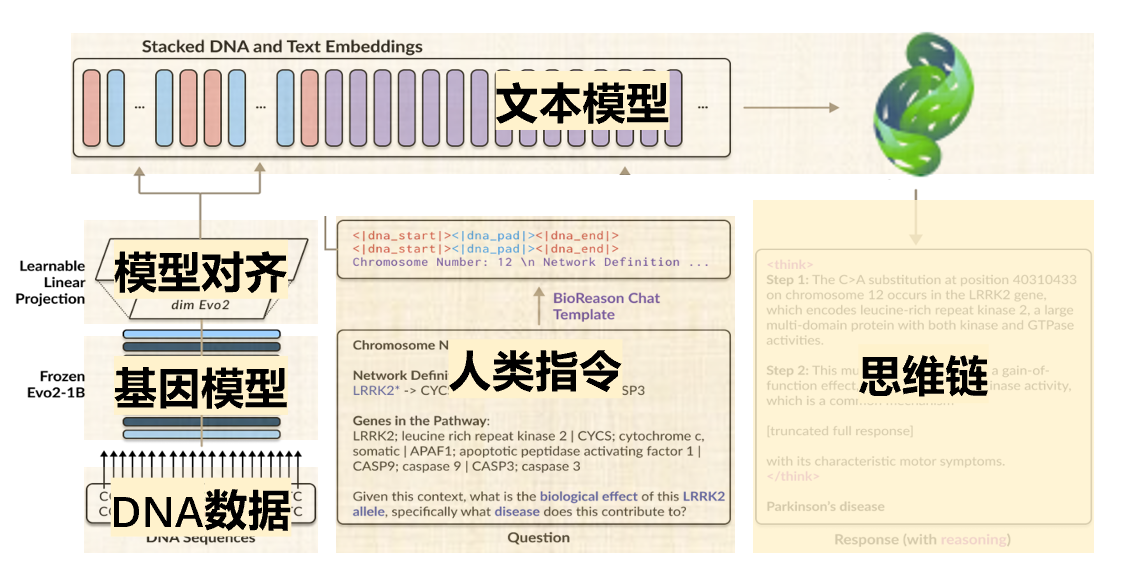 Stacked DNA and Text Embeddings
...
...
...
文本模型
Learnable
Linear
Projection
模型对齐
dim Evo2
Frozen
Evo2-1B
基因模型
DNA数据
DNA Sequences
<|dna_start|><|dna_pad|><|dna_end|>
<|dna_start|><|dna_pad|><|dna_end|>
Chromosome Number: 12 \n Network Definition ...
BioReason Chat
Template
Chromosome N
Network Defini
LRRK2* -> CYC SP3
人类指令
Genes in the Pathway:
LRRK2; leucine rich repeat kinase 2 | CYCS; cytochrome c,
somatic | APAF1; apoptotic peptidase activating factor 1 |
CASP9; caspase 9 | CASP3; caspase 3
Given this context, what is the biological effect of this LRRK2
allele, specifically what disease does this contribute to?
Question
<think>
Step 1: The C>A substitution at position 40310433
on chromosome 12 occurs in the LRRK2 gene,
which encodes leucine-rich repeat kinase 2, a large
multi-domain protein with both kinase and GTPase
activities.
Step 2: This mu a gain-of-
function effec inase activity,
which is a com
思维链
[truncated full response]
with its characteristic motor symptoms.
</think>
Parkinson's disease
Response (with reasoning)